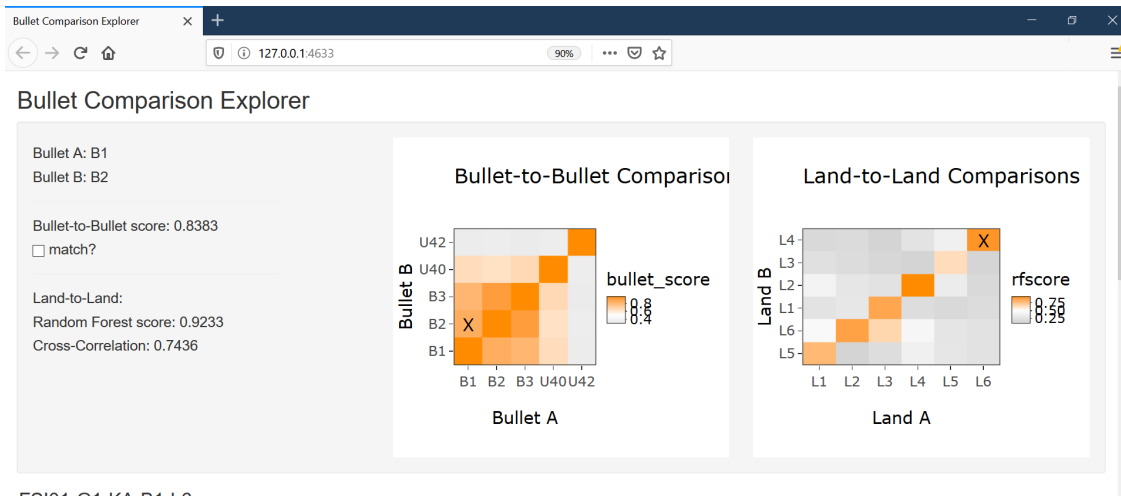 Bullet Comparison Explorer
127.0.0.1:4633
90%
Bullet Comparison Explorer
Bullet A: B1
Bullet B: B2
Bullet-to-Bullet score: 0.8383
match?
Land-to-Land:
Random Forest score: 0.9233
Cross-Correlation: 0.7436
Bullet-to-Bullet Comparison
Bullet B
U42
U40
B3
B2
B1
X
B1 B2 B3 U40 U42
Bullet A
bullet_score
0.8
0.6
0.4
Land-to-Land Comparisons
Land B
L4
L3
L2
L1
L6
L5
X
L1 L2 L3 L4 L5 L6
Land A
rfscore
0.75
0.50
0.25